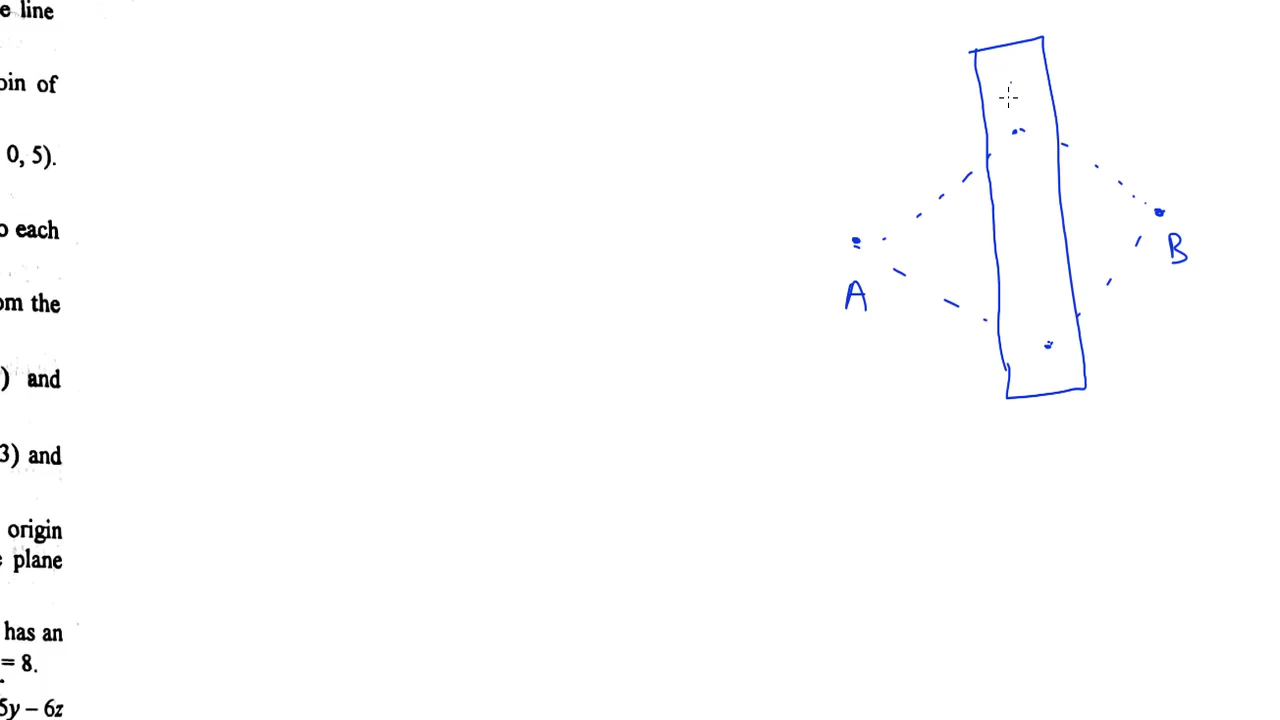 e line
oin of
0, 5).
o each
om the
) and
3) and
origin
plane
has an
= 8.
5y – 6z
A
B